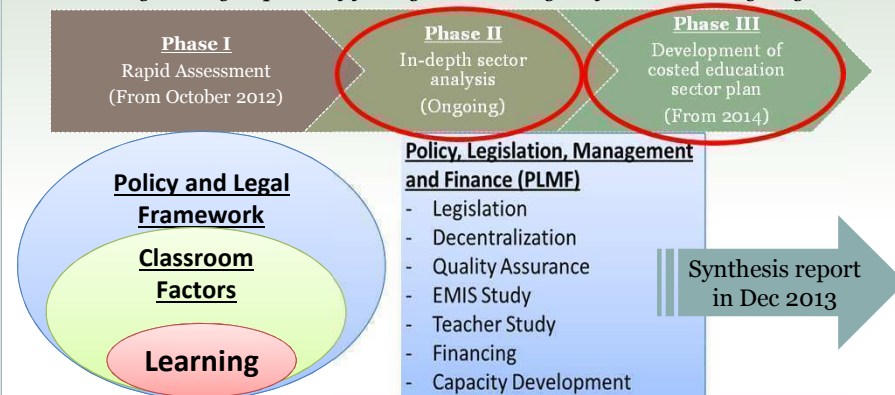 Phase I
Rapid Assessment
(From October 2012)
Phase II
In-depth sector
analysis
(Ongoing)
Phase III
Development of
costed education
sector plan
(From 2014)
Policy and Legal
Framework
Classroom
Factors
Learning
Policy, Legislation, Management
and Finance (PLMF)
- Legislation
- Decentralization
- Quality Assurance
- EMIS Study
- Teacher Study
- Financing
- Capacity Development
Synthesis report
in Dec 2013